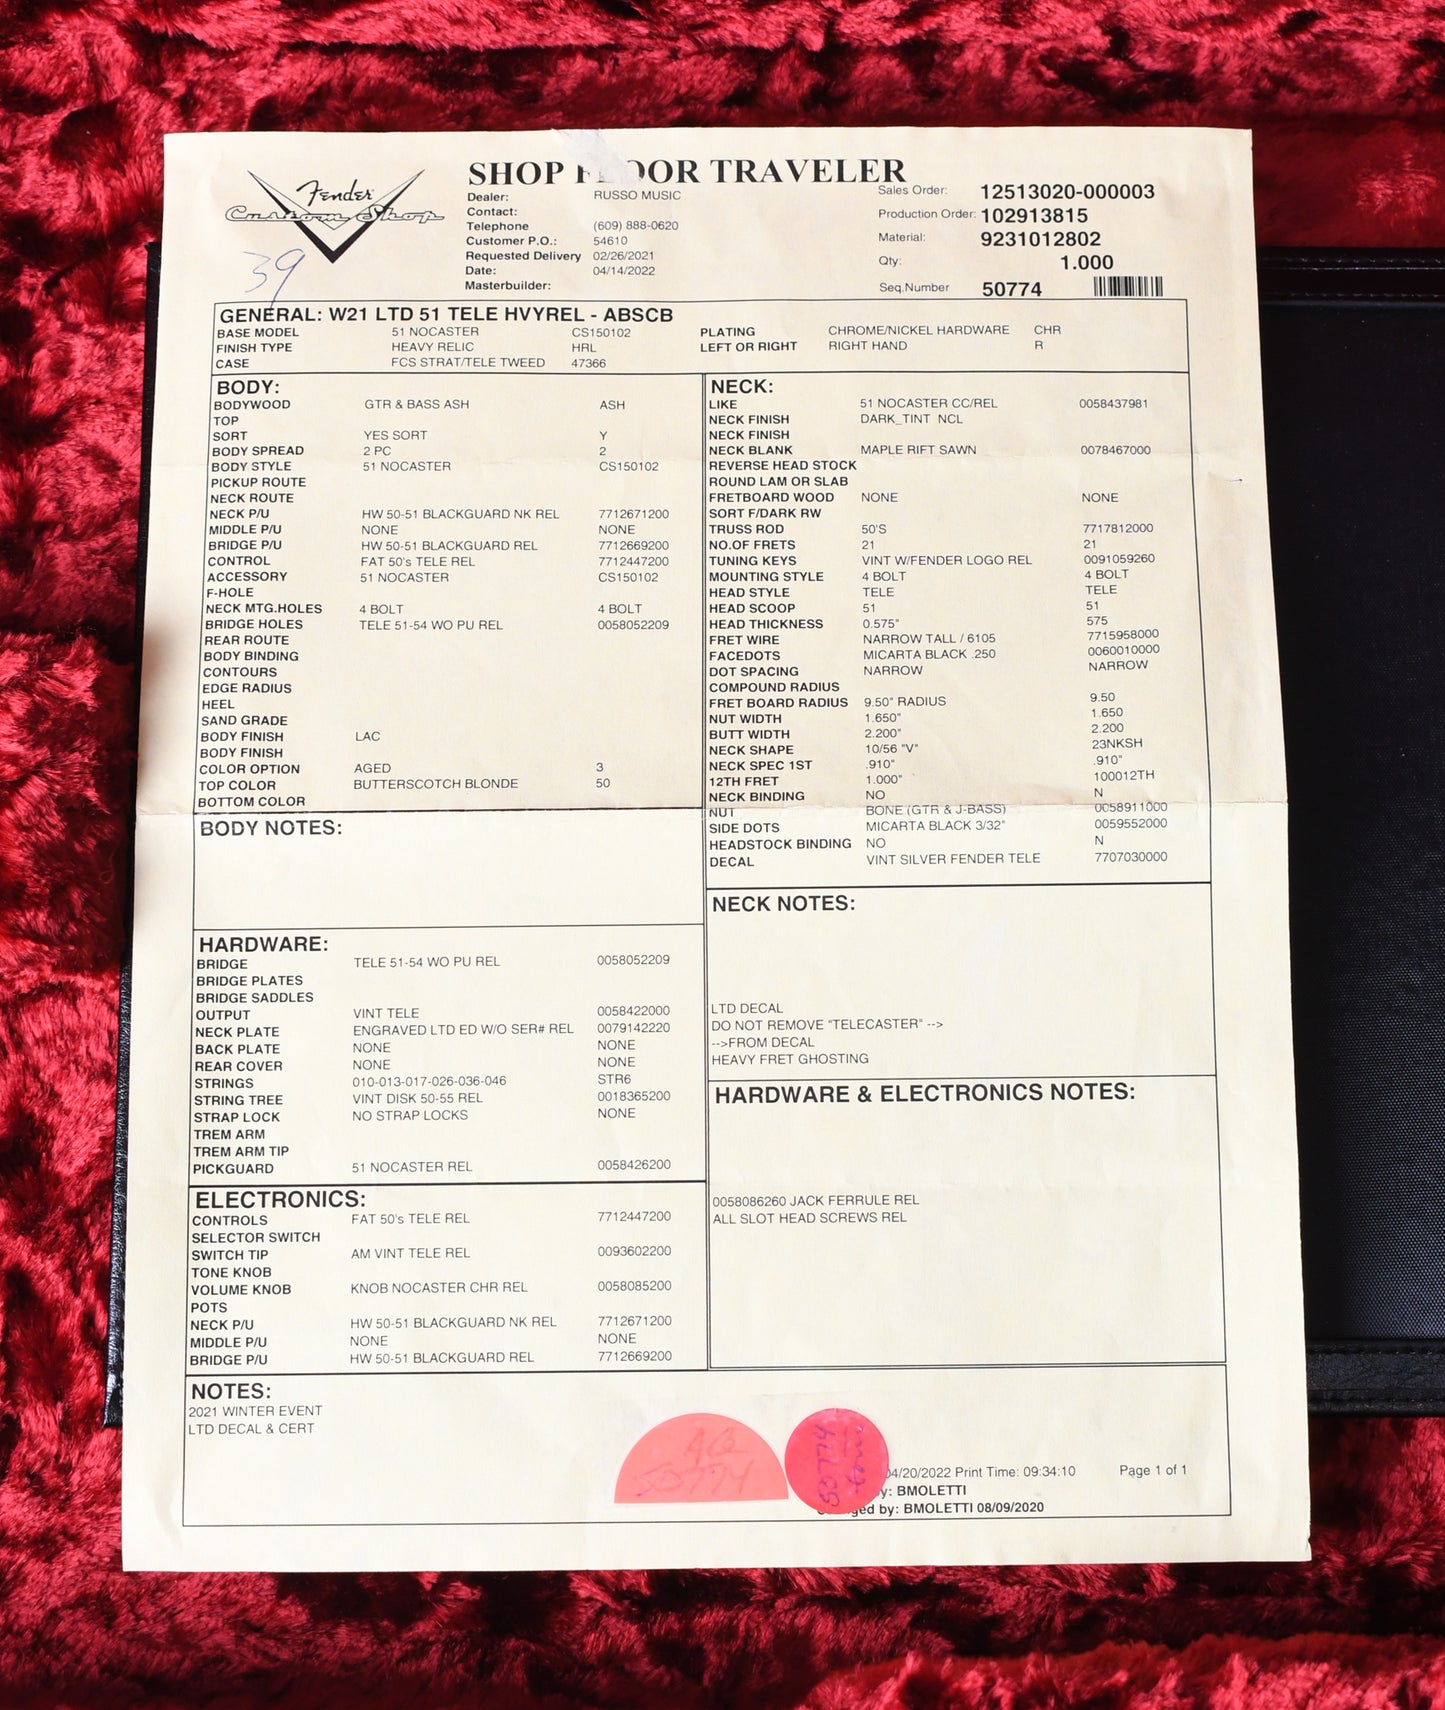 Fender
Custom Shop
39
SHOP FLOOR TRAVELER
Dealer: RUSSO MUSIC
Contact:
Telephone (609) 888-0620
Customer P.O.: 54610
Requested Delivery 02/26/2021
Date: 04/14/2022
Masterbuilder:
Sales Order: 12513020-000003
Production Order: 102913815
Material: 9231012802
Qty: 1.000
Seq.Number 50774
GENERAL: W21 LTD 51 TELE HVYREL - ABSCB
BASE MODEL 51 NOCASTER CS150102 PLATING CHROME/NICKEL HARDWARE CHR
FINISH TYPE HEAVY RELIC HRL LEFT OR RIGHT RIGHT HAND R
CASE FCS STRAT/TELE TWEED 47366
BODY:
BODYWOOD GTR & BASS ASH ASH
TOP
SORT YES SORT Y
BODY SPREAD 2 PC 2
BODY STYLE 51 NOCASTER CS150102
PICKUP ROUTE
NECK ROUTE
NECK P/U HW 50-51 BLACKGUARD NK REL 7712671200
MIDDLE P/U NONE NONE
BRIDGE P/U HW 50-51 BLACKGUARD REL 7712669200
CONTROL FAT 50's TELE REL 7712447200
ACCESSORY 51 NOCASTER CS150102
F-HOLE
NECK MTG.HOLES 4 BOLT 4 BOLT
BRIDGE HOLES TELE 51-54 WO PU REL 0058052209
REAR ROUTE
BODY BINDING
CONTOURS
EDGE RADIUS
HEEL
SAND GRADE
BODY FINISH LAC
BODY FINISH
COLOR OPTION AGED 3
TOP COLOR BUTTERSCOTCH BLONDE 50
BOTTOM COLOR
BODY NOTES:
HARDWARE:
BRIDGE TELE 51-54 WO PU REL 0058052209
BRIDGE PLATES
BRIDGE SADDLES
OUTPUT VINT TELE 0058422000
NECK PLATE ENGRAVED LTD ED W/O SER# REL 0079142220
BACK PLATE NONE NONE
REAR COVER NONE NONE
STRINGS 010-013-017-026-036-046 STR6
STRING TREE VINT DISK 50-55 REL 0018365200
STRAP LOCK NO STRAP LOCKS NONE
TREM ARM
TREM ARM TIP
PICKGUARD 51 NOCASTER REL 0058426200
ELECTRONICS:
CONTROLS FAT 50's TELE REL 7712447200
SELECTOR SWITCH
SWITCH TIP AM VINT TELE REL 0093602200
TONE KNOB
VOLUME KNOB KNOB NOCASTER CHR REL 0058085200
POTS
NECK P/U HW 50-51 BLACKGUARD NK REL 7712671200
MIDDLE P/U NONE NONE
BRIDGE P/U HW 50-51 BLACKGUARD REL 7712669200
NECK:
LIKE 51 NOCASTER CC/REL 0058437981
NECK FINISH DARK_TINT NCL
NECK FINISH
NECK BLANK MAPLE RIFT SAWN 0078467000
REVERSE HEAD STOCK
ROUND LAM OR SLAB
FRETBOARD WOOD NONE NONE
SORT F/DARK RW
TRUSS ROD 50'S 7717812000
NO.OF FRETS 21 21
TUNING KEYS VINT W/FENDER LOGO REL 0091059260
MOUNTING STYLE 4 BOLT 4 BOLT
HEAD STYLE TELE TELE
HEAD SCOOP 51 51
HEAD THICKNESS 0.575" 575
FRET WIRE NARROW TALL / 6105 7715958000
FACEDOTS MICARTA BLACK .250 0060010000
DOT SPACING NARROW NARROW
COMPOUND RADIUS
FRET BOARD RADIUS 9.50" RADIUS 9.50
NUT WIDTH 1.650" 1.650
BUTT WIDTH 2.200" 2.200
NECK SHAPE 10/56 "V" 23NKSH
NECK SPEC 1ST .910" .910"
12TH FRET 1.000" 100012TH
NECK BINDING NO N
NUT BONE (GTR & J-BASS) 0058911000
SIDE DOTS MICARTA BLACK 3/32" 0059552000
HEADSTOCK BINDING NO N
DECAL VINT SILVER FENDER TELE 7707030000
NECK NOTES:
LTD DECAL
DO NOT REMOVE "TELECASTER" -->
-->FROM DECAL
HEAVY FRET GHOSTING
HARDWARE & ELECTRONICS NOTES:
0058086260 JACK FERRULE REL
ALL SLOT HEAD SCREWS REL
NOTES:
2021 WINTER EVENT
LTD DECAL & CERT
50774
50774
04/20/2022 Print Time: 09:34:10 Page 1 of 1
by: BMOLETTI
Changed by: BMOLETTI 08/09/2020